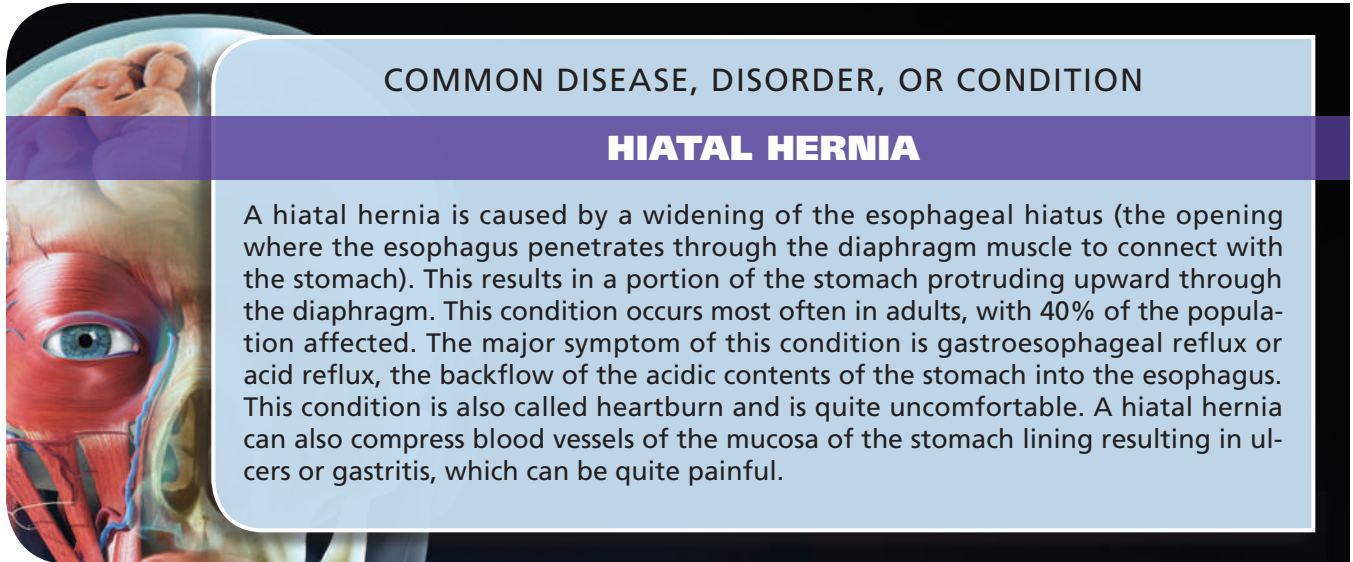 COMMON DISEASE, DISORDER, OR CONDITION
HIATAL HERNIA
A hiatal hernia is caused by a widening of the esophageal hiatus (the opening
where the esophagus penetrates through the diaphragm muscle to connect with
the stomach). This results in a portion of the stomach protruding upward through
the diaphragm. This condition occurs most often in adults, with 40% of the popula-
tion affected. The major symptom of this condition is gastroesophageal reflux or
acid reflux, the backflow of the acidic contents of the stomach into the esophagus.
This condition is also called heartburn and is quite uncomfortable. A hiatal hernia
can also compress blood vessels of the mucosa of the stomach lining resulting in ul-
cers or gastritis, which can be quite painful.